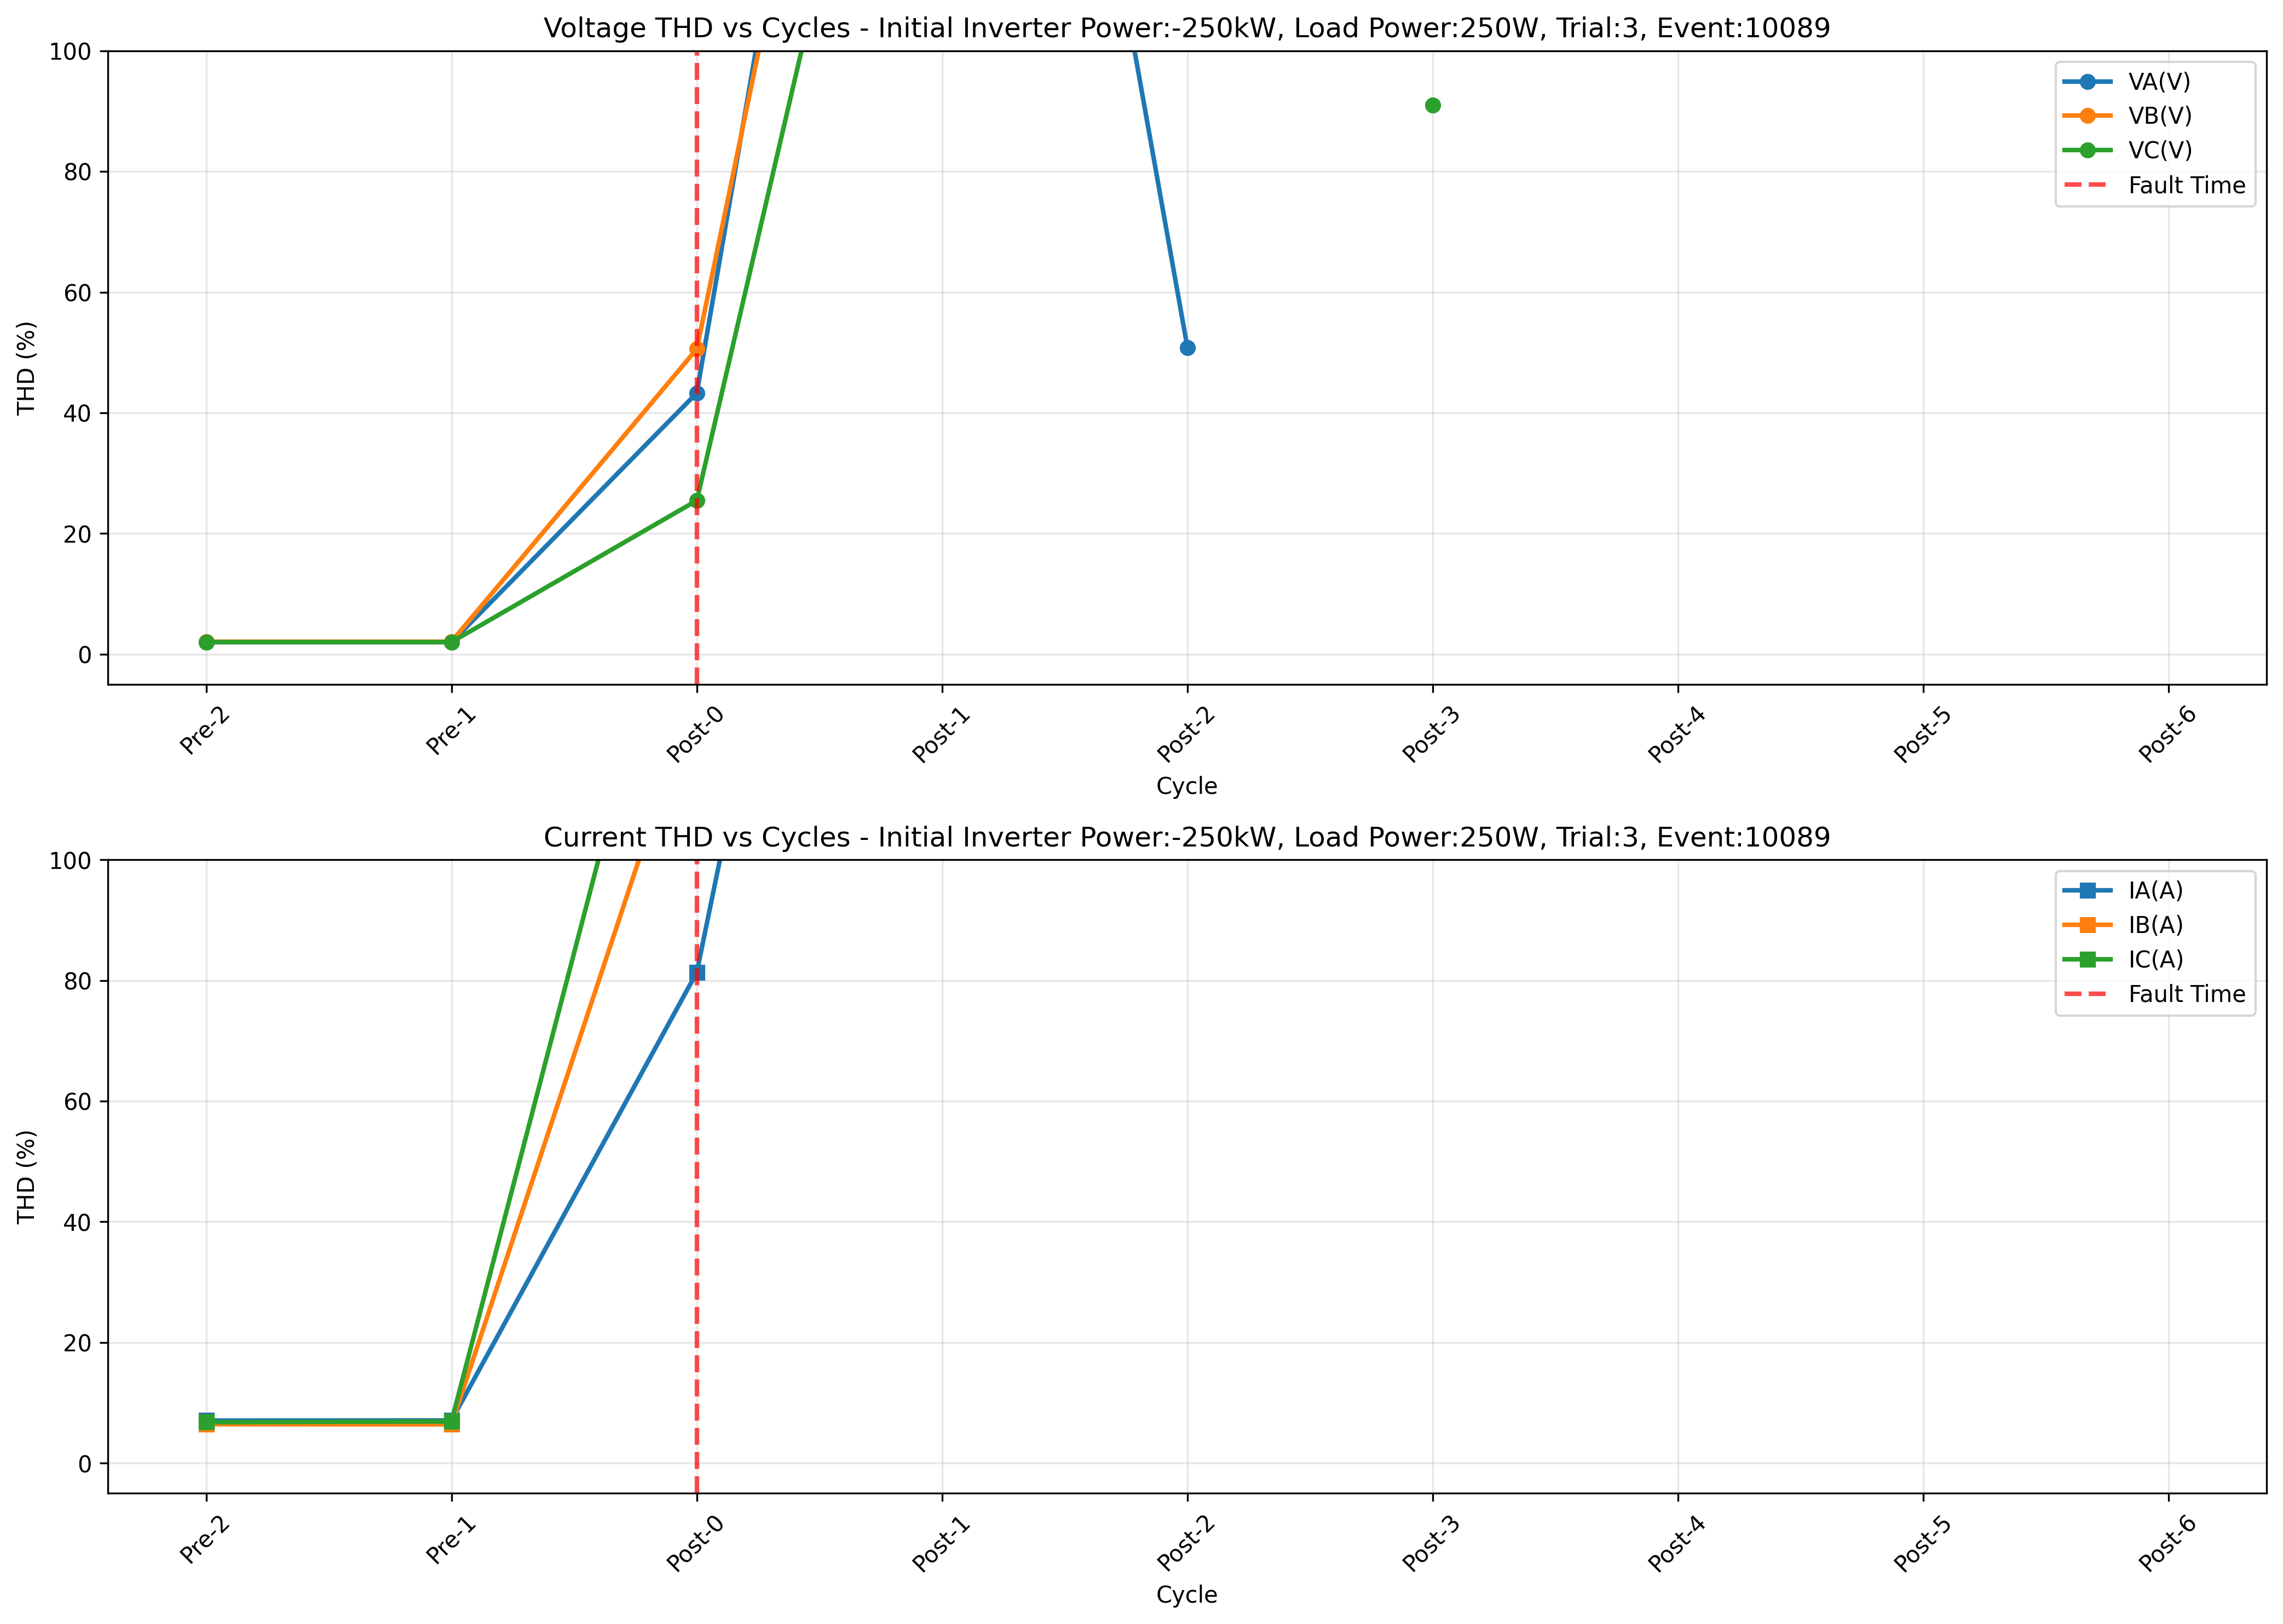 Voltage THD vs Cycles - Initial Inverter Power:-250kW, Load Power:250W, Trial:3, Event:10089
100
80
60
40
20
0
THD (%)
VA(V)
VB(V)
VC(V)
Fault Time
Pre-2
Pre-1
Post-0
Post-1
Post-2
Post-3
Post-4
Post-5
Post-6
Cycle
Current THD vs Cycles - Initial Inverter Power:-250kW, Load Power:250W, Trial:3, Event:10089
100
80
60
40
20
0
THD (%)
IA(A)
IB(A)
IC(A)
Fault Time
Pre-2
Pre-1
Post-0
Post-1
Post-2
Post-3
Post-4
Post-5
Post-6
Cycle